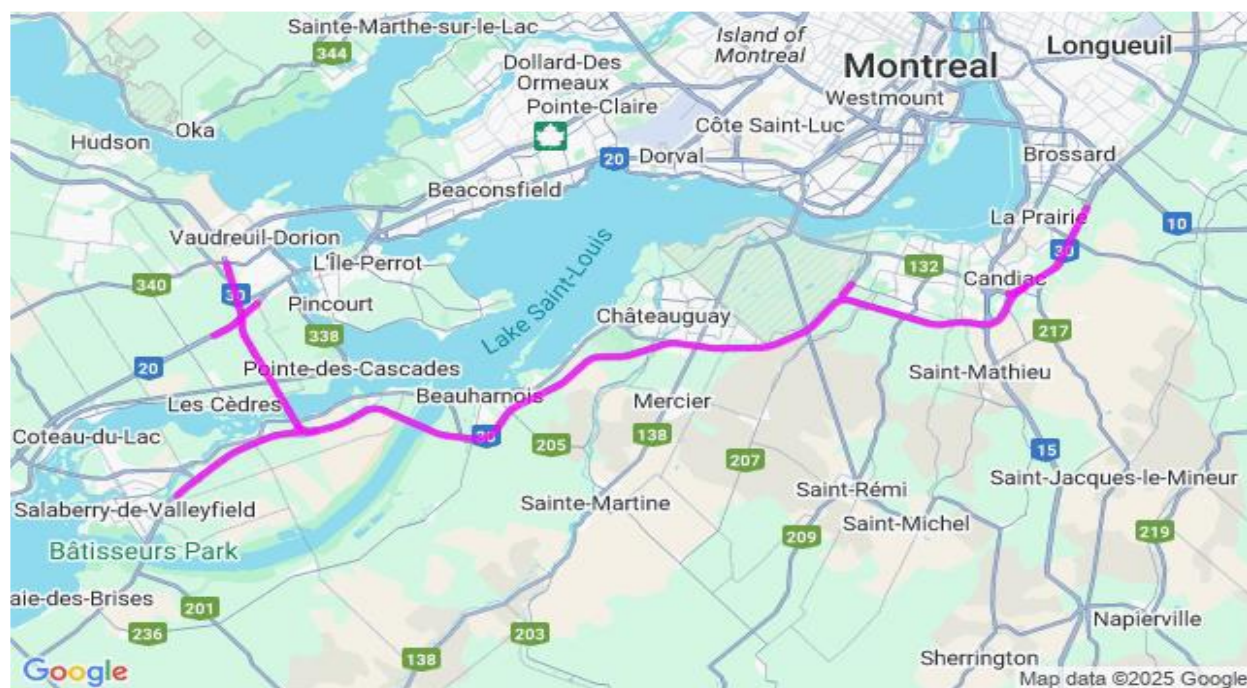 Sainte-Marthe-sur-le-Lac
344
Island of
Montreal
Longueuil
Dollard-Des
Ormeaux
Montreal
Pointe-Claire
Westmount
Oka
Hudson
Côte Saint-Luc
20
Dorval
Brossard
Beaconsfield
La Prairie
10
Vaudreuil-Dorion
L'Île-Perrot
30
132
340
30
Candiac
Pincourt
Lake Saint-Louis
Châteauguay
338
217
20
Pointe-des-Cascades
Saint-Mathieu
Beauharnois
Les Cèdres
Mercier
Coteau-du-Lac
30
205
138
207
15
Saint-Jacques-le-Mineur
Saint-Rémi
Sainte-Martine
Salaberry-de-Valleyfield
Saint-Michel
219
209
Bâtisseurs Park
aie-des-Brises
201
Napierville
236
203
138
Sherrington
Google
Map data ©2025 Google